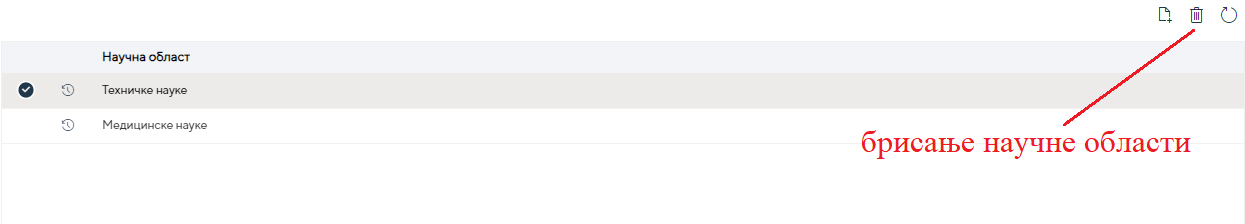 Научна област
Техничке науке
Медицинске науке
брисање научне области